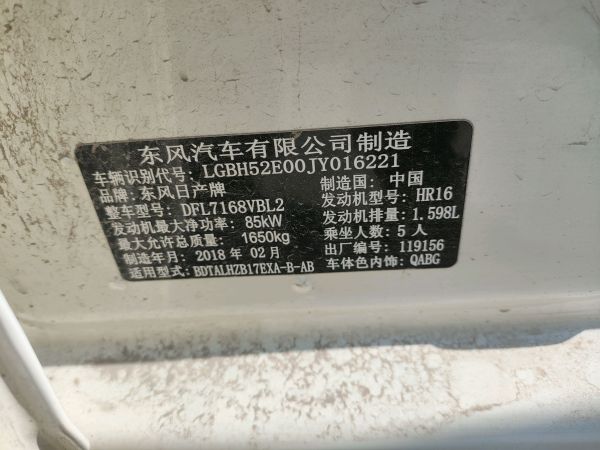 东风汽车有限公司制造
车辆识别代号: LGBH52E00JY016221
品牌: 东风日产牌 制造国: 中国
整车型号: DFL7168VBL2 发动机型号: HR16
发动机最大净功率: 85kW 发动机排量: 1.598L
最大允许总质量: 1650kg 乘坐人数: 5 人
制造年月: 2018 年 02 月 出厂编号: 119156
适用型式: BDTALHZB17EXA-B-AB 车体色内饰: QABG